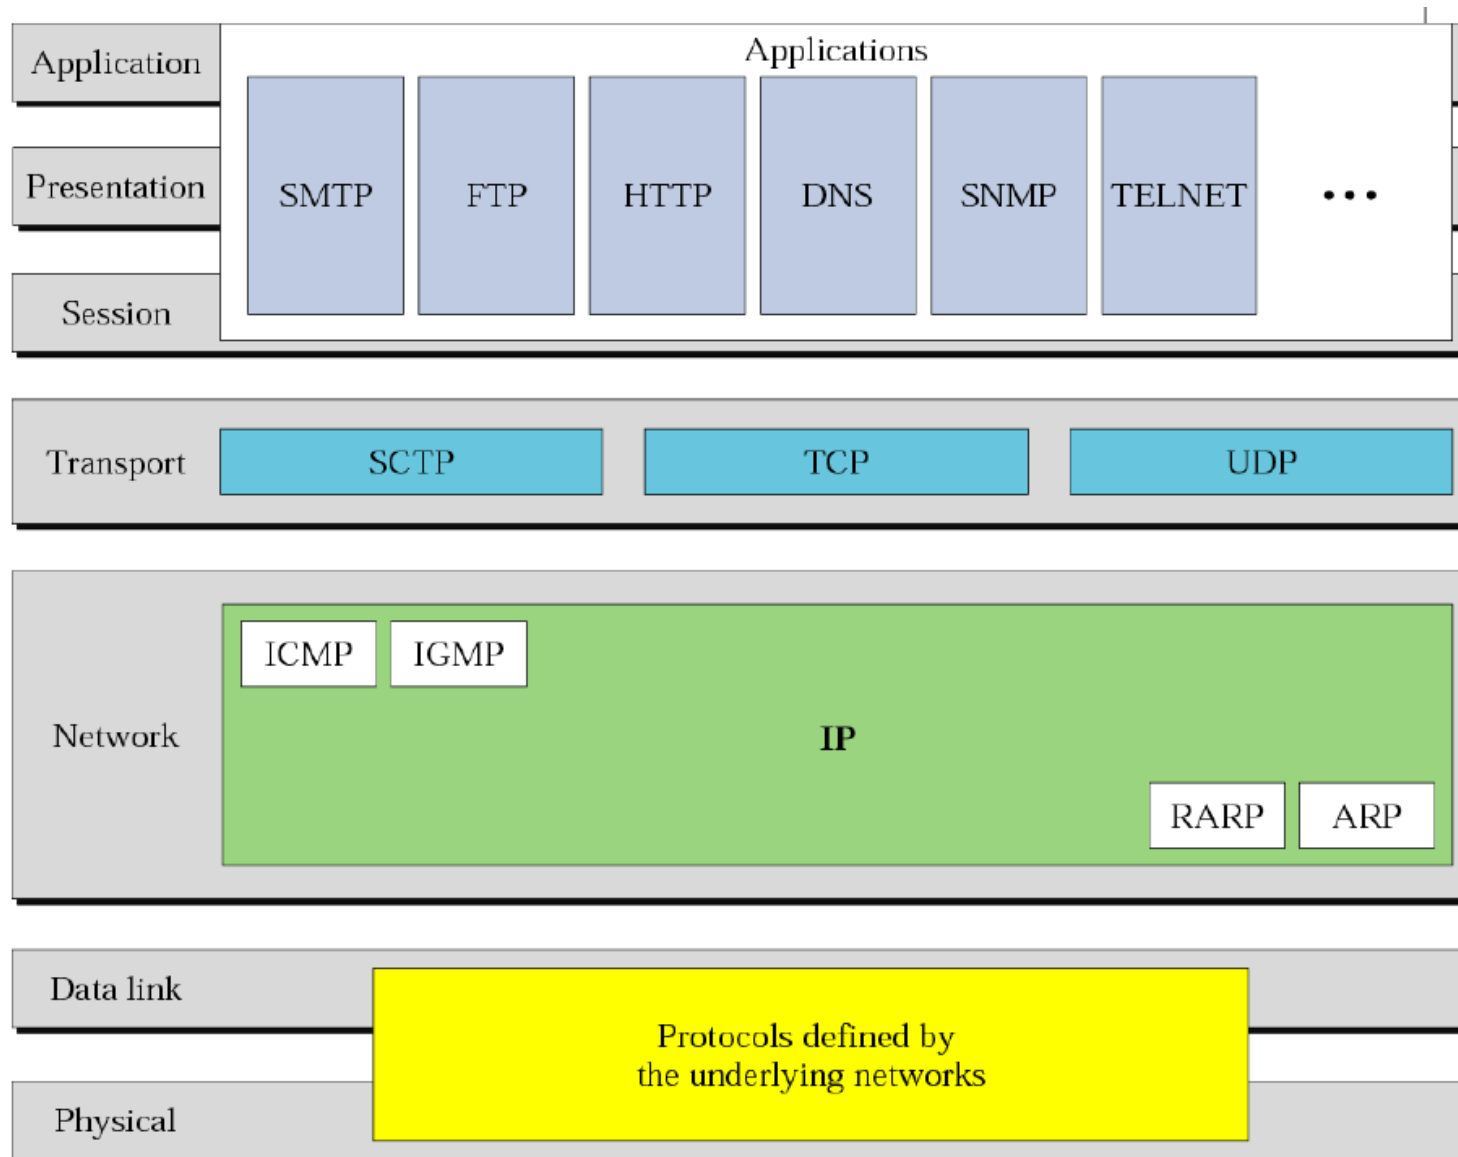 Application
Applications
Presentation
SMTP
FTP
HTTP
DNS
SNMP
TELNET
...
Session
Transport
SCTP
TCP
UDP
ICMP
IGMP
Network
IP
RARP
ARP
Data link
Protocols defined by
the underlying networks
Physical